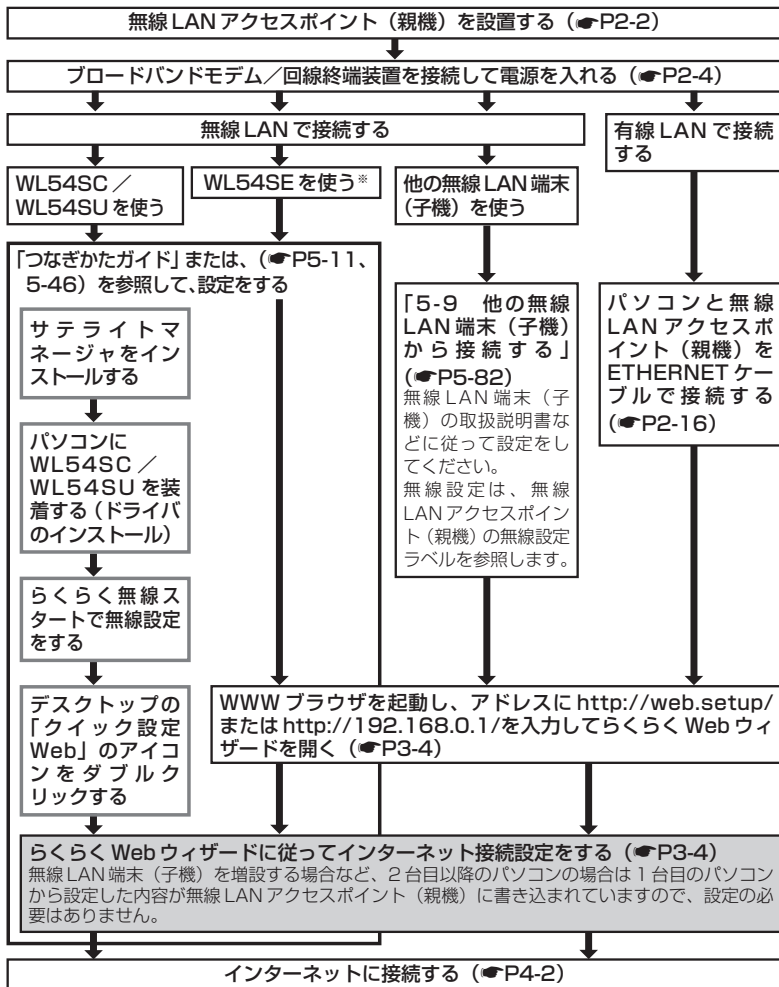 無線LANアクセスポイント（親機）を設置する（☛P2-2）
ブロードバンドモデム／回線終端装置を接続して電源を入れる（☛P2-4）
無線LANで接続する
有線LANで接続
する
WL54SC／
WL54SUを使う
WL54SEを使う※
他の無線LAN端末
（子機）を使う
「つなぎかたガイド」または、（☛P5-11、
5-46）を参照して、設定をする
サテライトマ
ネージャをイン
ストールする
パソコンに
WL54SC／
WL54SUを装
着する（ドライバ
のインストール）
らくらく無線ス
タートで無線設定
をする
デスクトップの
「クイック設定
Web」のアイコ
ンをダブルク
リックする
「5-9　他の無線
LAN端末（子機）
から接続する」
（☛P5-82）
無線LAN端末（子
機）の取扱説明書な
どに従って設定をし
てください。
無線設定は、無線
LANアクセスポイン
ト（親機）の無線設定
ラベルを参照します。
パソコンと無線
LANアクセスポ
イント（親機）を
ETHERNETケー
ブルで接続する
（☛P2-16）
WWWブラウザを起動し、アドレスにhttp://web.setup/
またはhttp://192.168.0.1/を入力してらくらくWebウィ
ザードを開く（☛P3-4）
らくらくWebウィザードに従ってインターネット接続設定をする（☛P3-4）
無線LAN端末（子機）を増設する場合など、2台目以降のパソコンの場合は1台目のパソコン
から設定した内容が無線LANアクセスポイント（親機）に書き込まれていますので、設定の必
要はありません。
インターネットに接続する（☛P4-2）